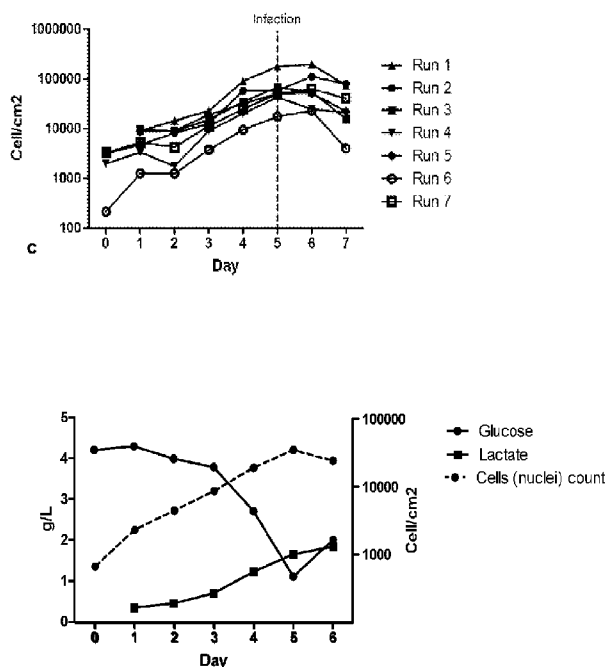 Infection
1000000
100000
10000
1000
100
Cell/cm2
0 1 2 3 4 5 6 7
Day
C
Run 1
Run 2
Run 3
Run 4
Run 5
Run 6
Run 7
5
4
3
2
1
0
g/L
100000
10000
1000
Cell/cm2
0 1 2 3 4 5 6
Day
Glucose
Lactate
Cells (nuclei) count